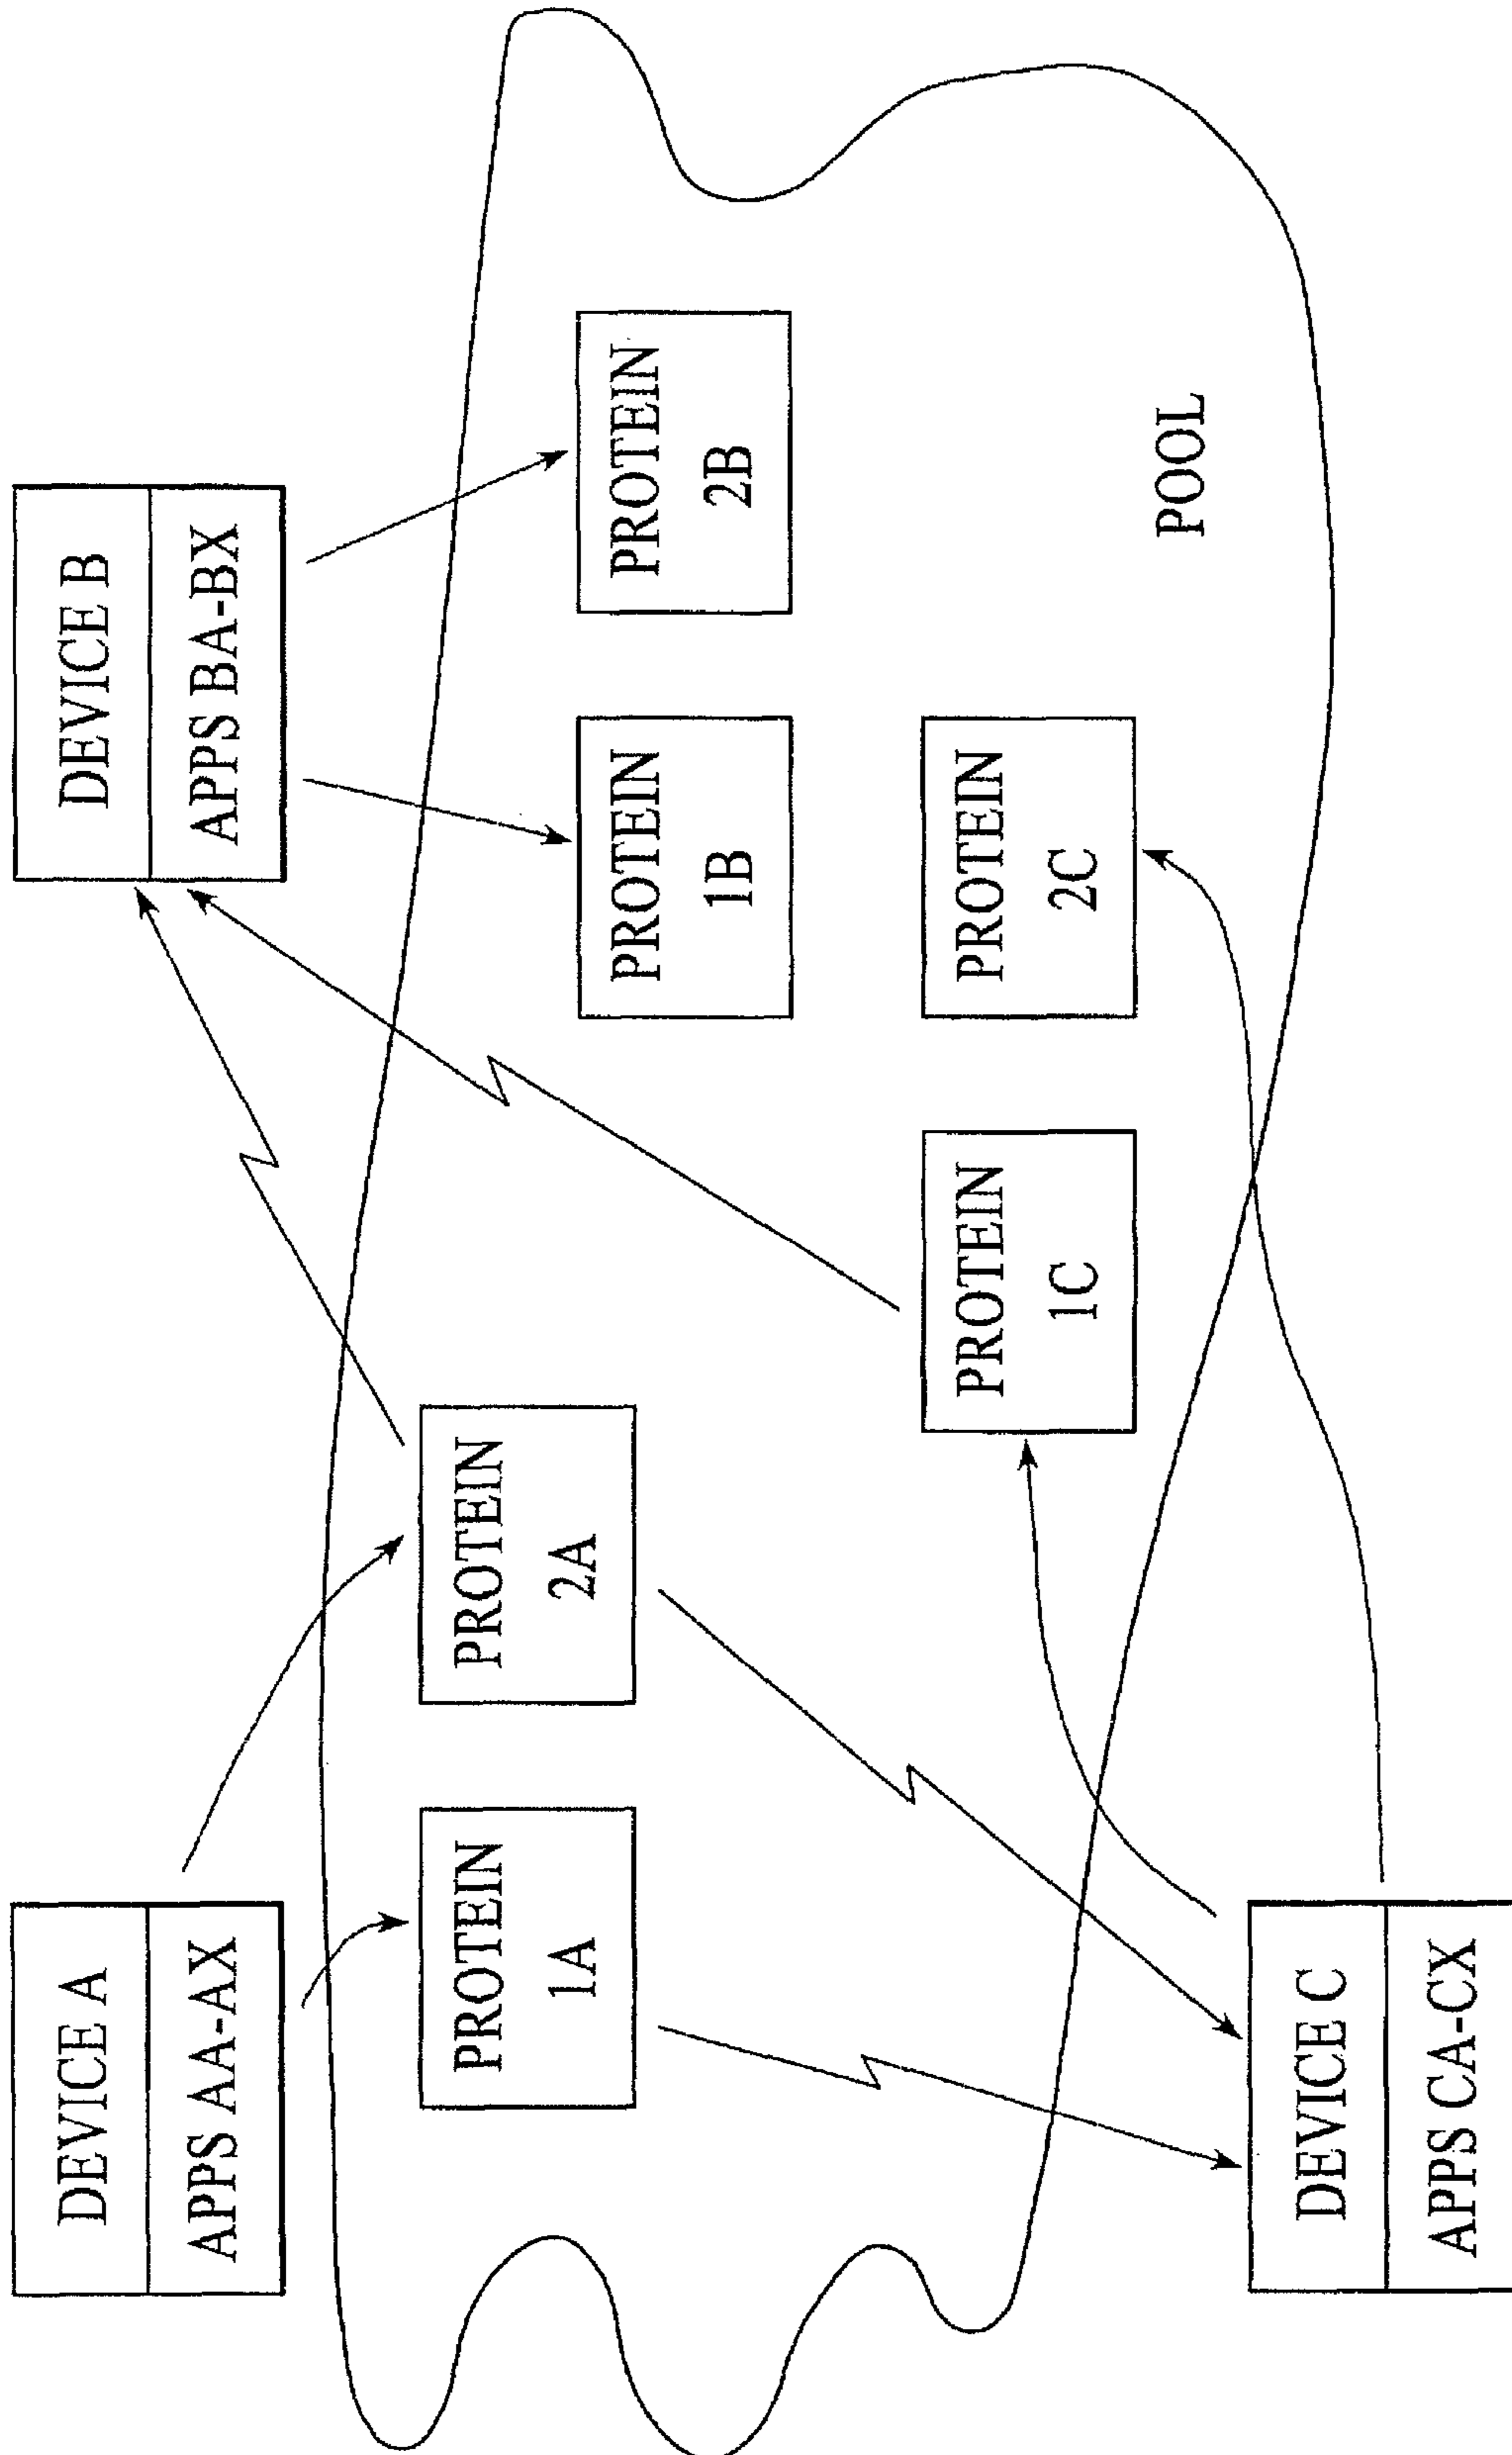 DEVICE A
APPS AA-AX
DEVICE B
APPS BA-BX
PROTEIN
1A
PROTEIN
2A
PROTEIN
1B
PROTEIN
2B
PROTEIN
1C
PROTEIN
2C
POOL
DEVICE C
APPS CA-CX